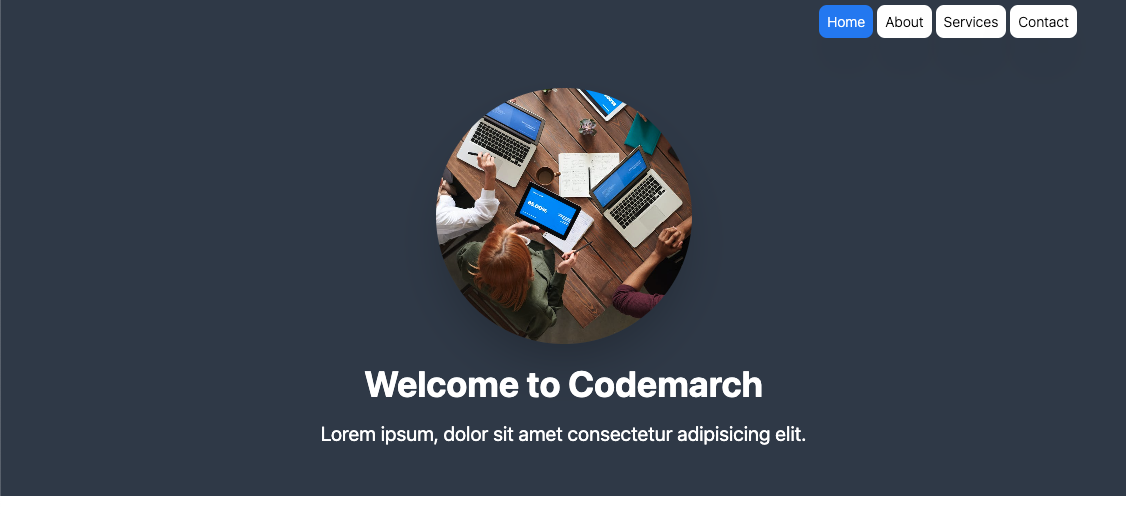 Home About Services Contact
Welcome to Codemarch
Lorem ipsum, dolor sit amet consectetur adipisicing elit.